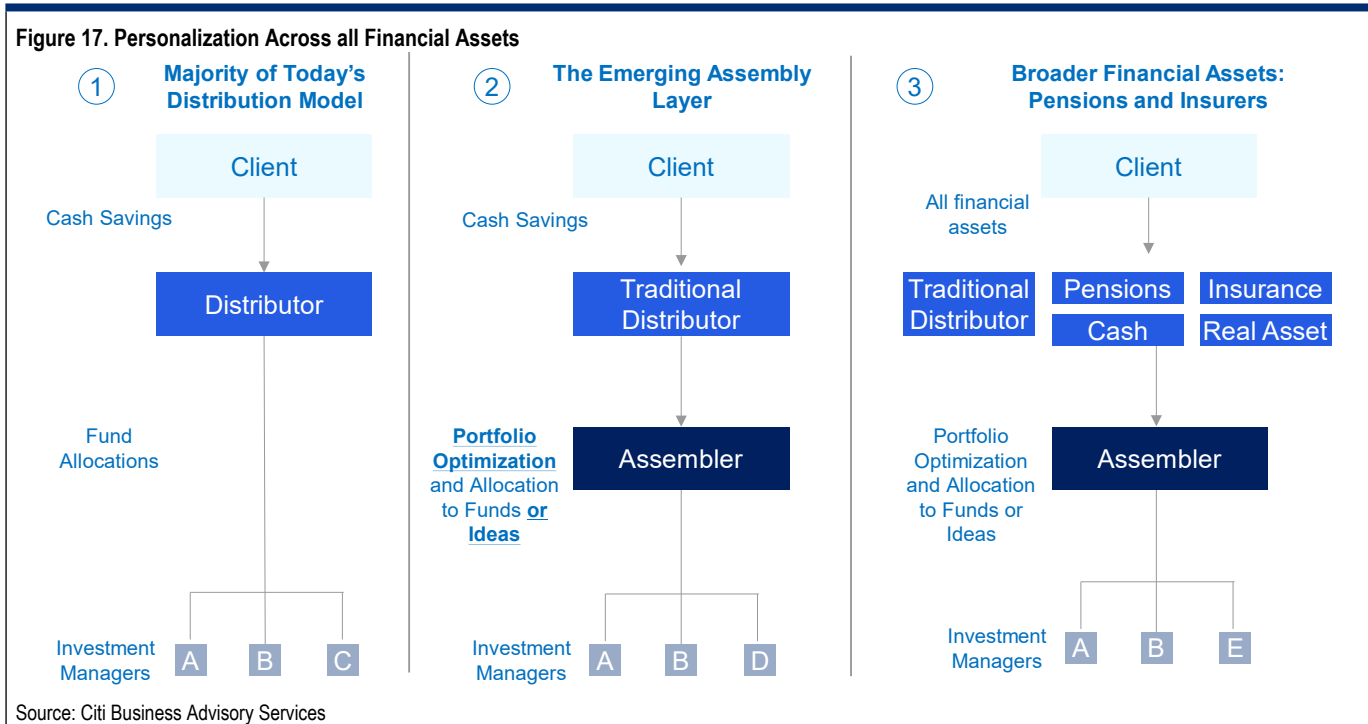 Figure 17. Personalization Across all Financial Assets
1
Majority of Today's
Distribution Model
Client
Cash Savings
Distributor
Fund
Allocations
Investment
Managers
A
B
C
2
The Emerging Assembly
Layer
Client
Cash Savings
Traditional
Distributor
Portfolio
Optimization
and Allocation
to Funds or
Ideas
Assembler
Investment
Managers
A
B
D
3
Broader Financial Assets:
Pensions and Insurers
Client
All financial
assets
Traditional
Distributor
Pensions
Insurance
Cash
Real Asset
Portfolio
Optimization
and Allocation
to Funds or
Ideas
Assembler
Investment
Managers
A
B
E
Source: Citi Business Advisory Services